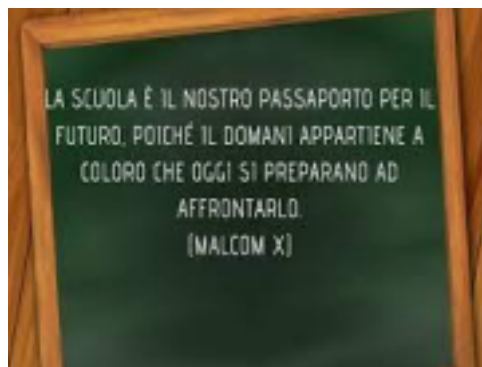 LA SCUOLA È IL NOSTRO PASSAPORTO PER IL
FUTURO, POICHÉ IL DOMANI APPARTIENE A
COLORO CHE OGGI SI PREPARANO AD
AFFRONTARLO.
(MALCOM X)